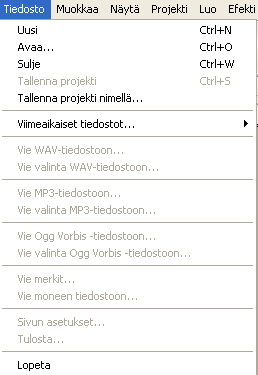 Tiedosto Muokkaa Näytä Projekti Luo Efekti
Uusi Ctrl+N
Avaa... Ctrl+O
Sulje Ctrl+W
Tallenna projekti Ctrl+S
Tallenna projekti nimellä...
Viimeaikaiset tiedostot...
Vie WAV-tiedostoon...
Vie valinta WAV-tiedostoon...
Vie MP3-tiedostoon...
Vie valinta MP3-tiedostoon...
Vie Ogg Vorbis -tiedostoon...
Vie valinta Ogg Vorbis -tiedostoon...
Vie merkit...
Vie moneen tiedostoon...
Sivun asetukset...
Tulosta...
Lopeta